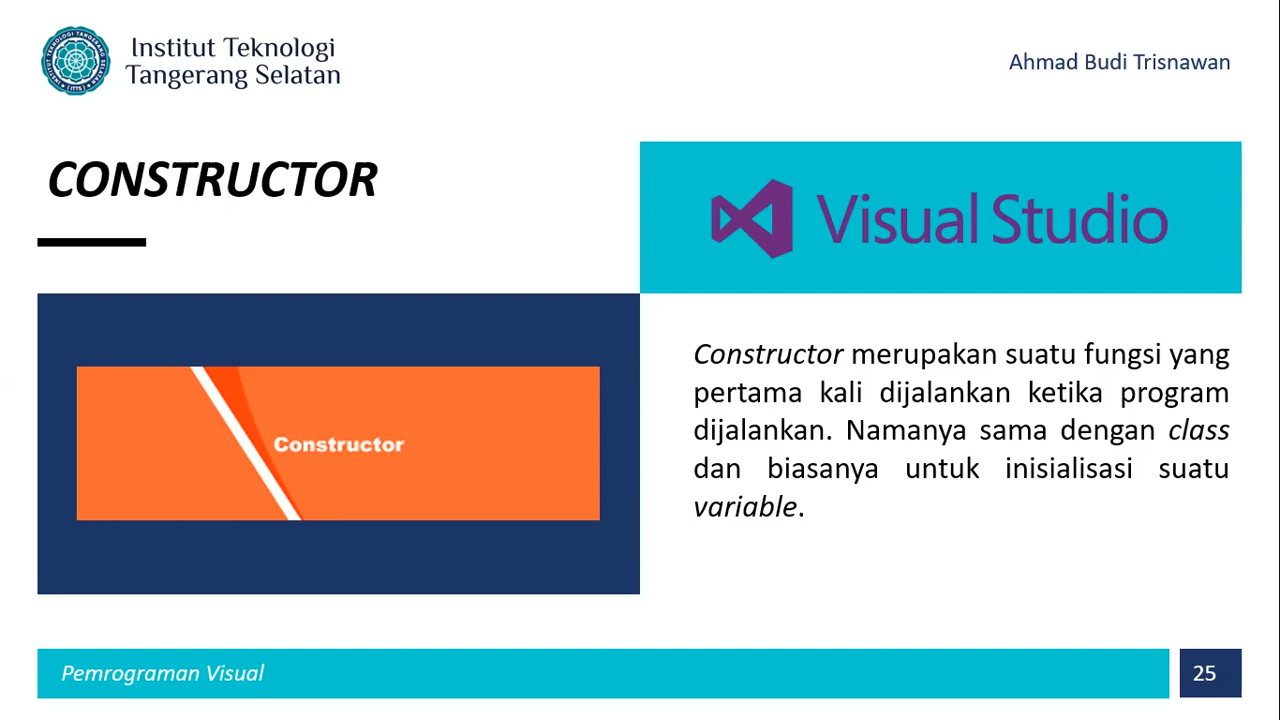 Institut Teknologi
Tangerang Selatan
Ahmad Budi Trisnawan
CONSTRUCTOR
Visual Studio
Constructor
Constructor merupakan suatu fungsi yang
pertama kali dijalankan ketika program
dijalankan. Namanya sama dengan class
dan biasanya untuk inisialisasi suatu
variable.
Pemrograman Visual
25